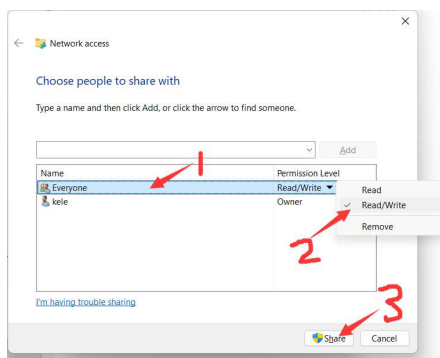 Network access
Choose people to share with
Type a name and then click Add, or click the arrow to find someone.
Add
Name Permission Level
1
Everyone Read/Write
Read
kele Owner
Read/Write
Remove
2
I'm having trouble sharing
3
Share Cancel